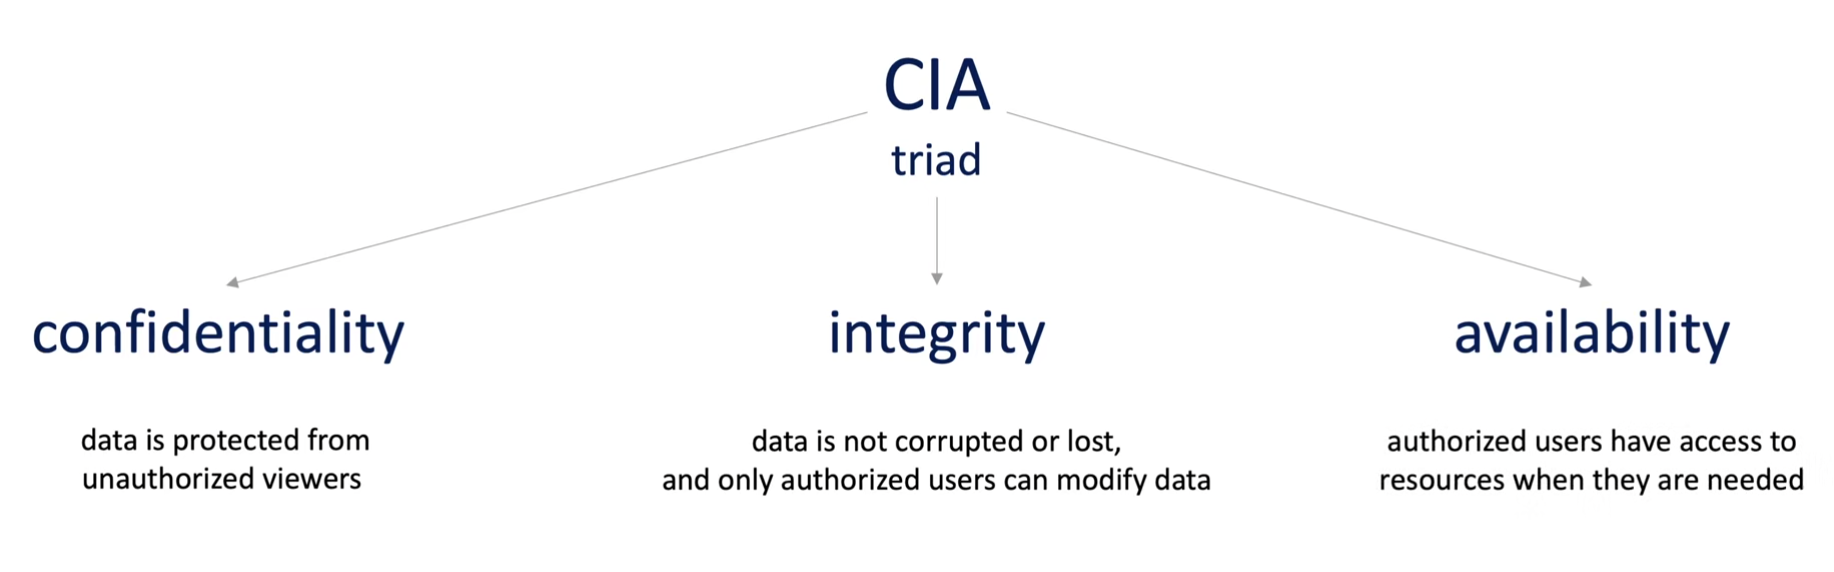 CIA
triad
confidentiality
integrity
availability
data is protected from
unauthorized viewers
data is not corrupted or lost,
and only authorized users can modify data
authorized users have access to
resources when they are needed